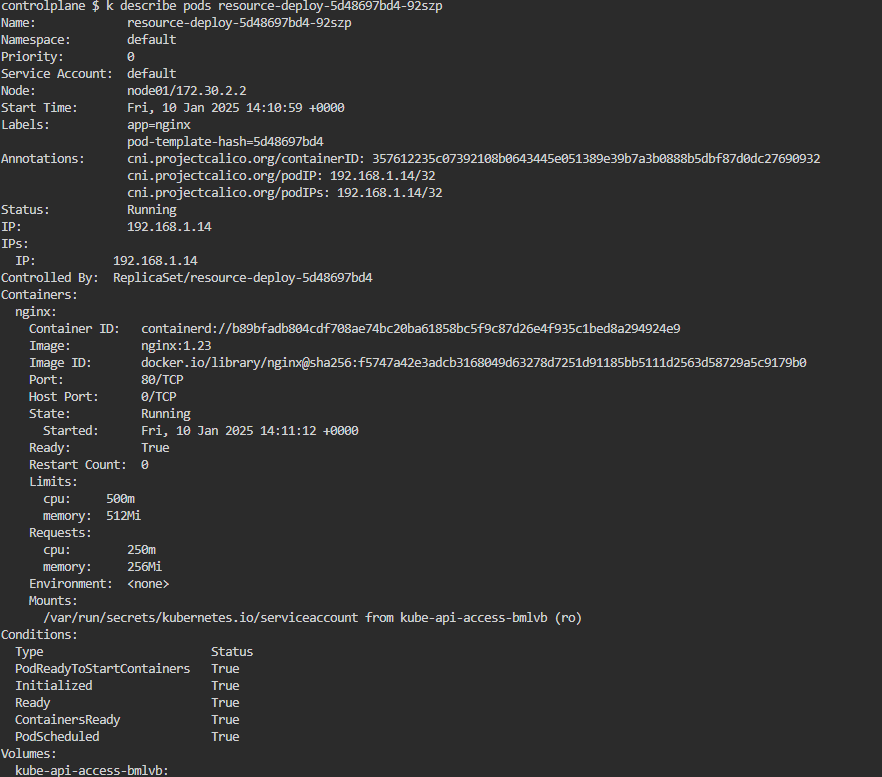 controlplane $ k describe pods resource-deploy-5d48697bd4-92szp
Name:             resource-deploy-5d48697bd4-92szp
Namespace:        default
Priority:         0
Service Account:  default
Node:             node01/172.30.2.2
Start Time:       Fri, 10 Jan 2025 14:10:59 +0000
Labels:           app=nginx
                  pod-template-hash=5d48697bd4
Annotations:      cni.projectcalico.org/containerID: 357612235c07392108b0643445e051389e39b7a3b0888b5dbf87d0dc27690932
                  cni.projectcalico.org/podIP: 192.168.1.14/32
                  cni.projectcalico.org/podIPs: 192.168.1.14/32
Status:           Running
IP:               192.168.1.14
IPs:
  IP:           192.168.1.14
Controlled By:  ReplicaSet/resource-deploy-5d48697bd4
Containers:
  nginx:
    Container ID:   containerd://b89bfadb804cdf708ae74bc20ba61858bc5f9c87d26e4f935c1bed8a294924e9
    Image:          nginx:1.23
    Image ID:       docker.io/library/nginx@sha256:f5747a42e3adcb3168049d63278d7251d91185bb5111d2563d58729a5c9179b0
    Port:           80/TCP
    Host Port:      0/TCP
    State:          Running
      Started:      Fri, 10 Jan 2025 14:11:12 +0000
    Ready:          True
    Restart Count:  0
    Limits:
      cpu:     500m
      memory:  512Mi
    Requests:
      cpu:        250m
      memory:     256Mi
    Environment:  <none>
    Mounts:
      /var/run/secrets/kubernetes.io/serviceaccount from kube-api-access-bmlvb (ro)
Conditions:
  Type                        Status
  PodReadyToStartContainers   True
  Initialized                 True
  Ready                       True
  ContainersReady             True
  PodScheduled                True
Volumes:
  kube-api-access-bmlvb: